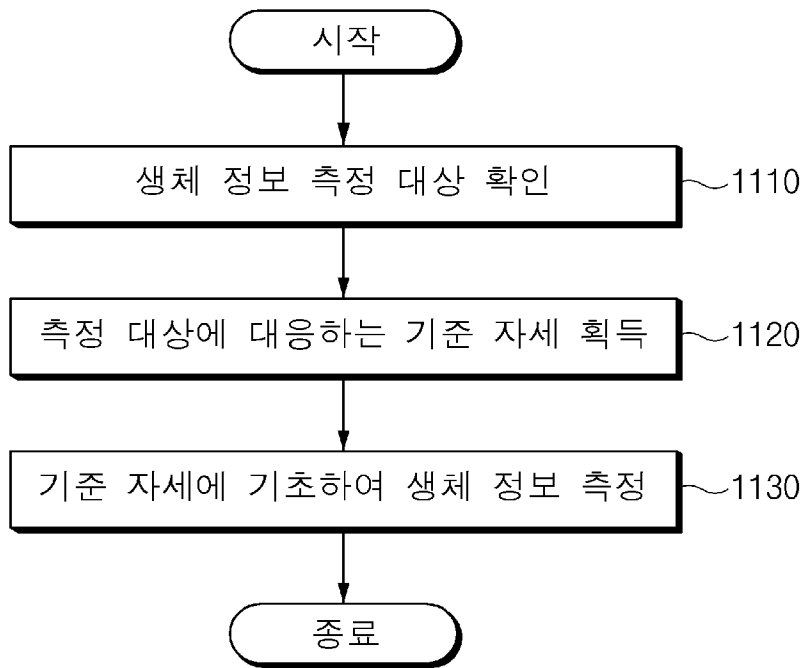 시작
생체 정보 측정 대상 확인
1110
측정 대상에 대응하는 기준 자세 획득
1120
기준 자세에 기초하여 생체 정보 측정
1130
종료